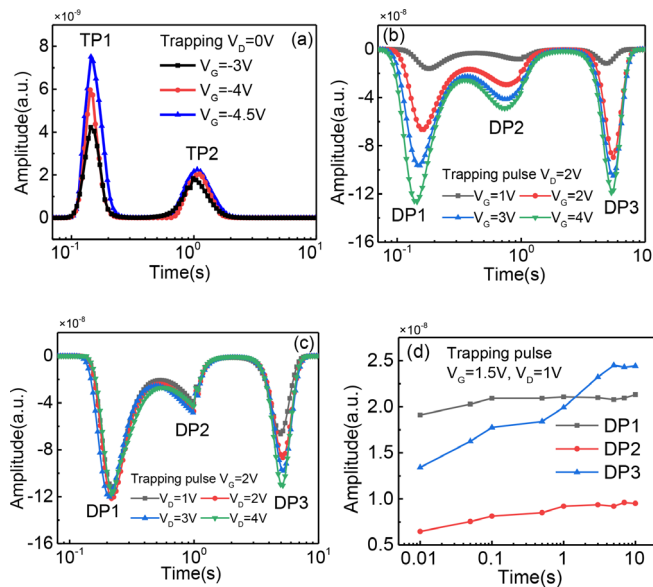 ×10⁻⁹
(a)
Trapping V_D=0V
V_G=-3V
V_G=-4V
V_G=-4.5V
TP1
TP2
Amplitude(a.u.)
8
6
4
2
0
10⁻¹
10⁰
10¹
Time(s)
×10⁻⁸
(b)
0
-4
-8
-12
-16
Amplitude(a.u.)
DP1
DP2
DP3
Trapping pulse V_D=2V
V_G=1V
V_G=2V
V_G=3V
V_G=4V
10⁻¹
10⁰
10
Time(s)
×10⁻⁸
(c)
0
-4
-8
-12
-16
Amplitude(a.u.)
DP1
DP2
DP3
Trapping pulse V_G=2V
V_D=1V
V_D=2V
V_D=3V
V_D=4V
10⁻¹
10⁰
10¹
Time(s)
×10⁻⁸
(d)
Trapping pulse
V_G=1.5V, V_D=1V
DP1
DP2
DP3
Amplitude(a.u.)
2.5
2.0
1.5
1.0
0.5
0.01
0.1
1
10
Time(s)